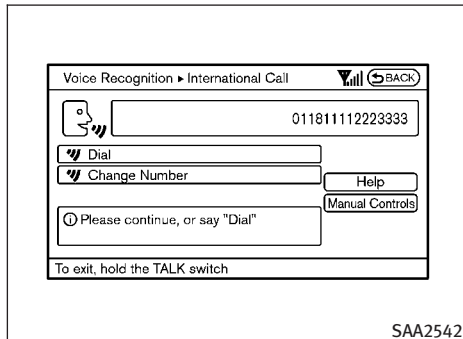 Voice Recognition ▸ International Call
BACK
011811112223333
Dial
Change Number
Help
Manual Controls
Please continue, or say "Dial"
To exit, hold the TALK switch
SAA2542